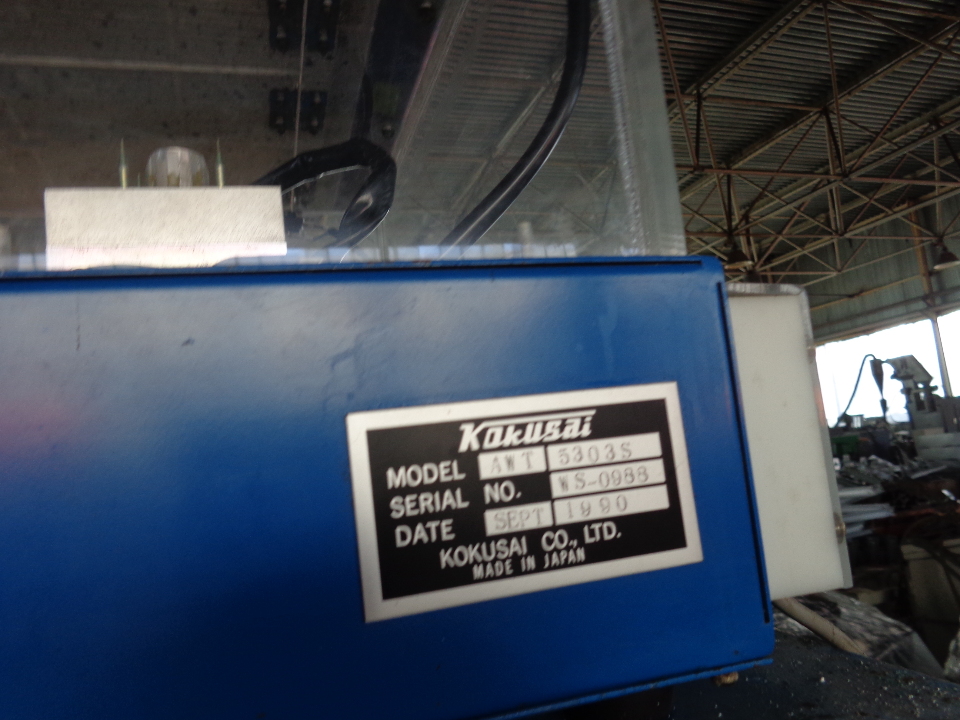 Kokusai
MODEL AWT 5303S
SERIAL NO. WS-0988
DATE SEPT 1990
KOKUSAI CO., LTD.
MADE IN JAPAN